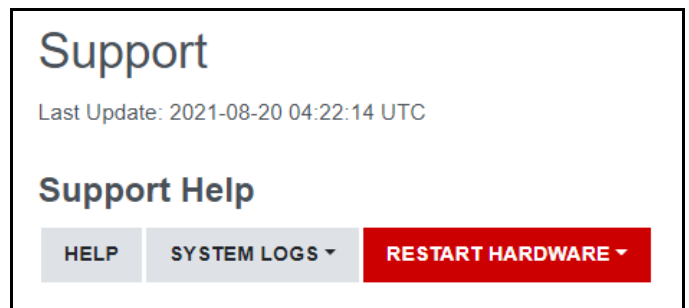 Support
Last Update: 2021-08-20 04:22:14 UTC
Support Help
HELP SYSTEM LOGS RESTART HARDWARE